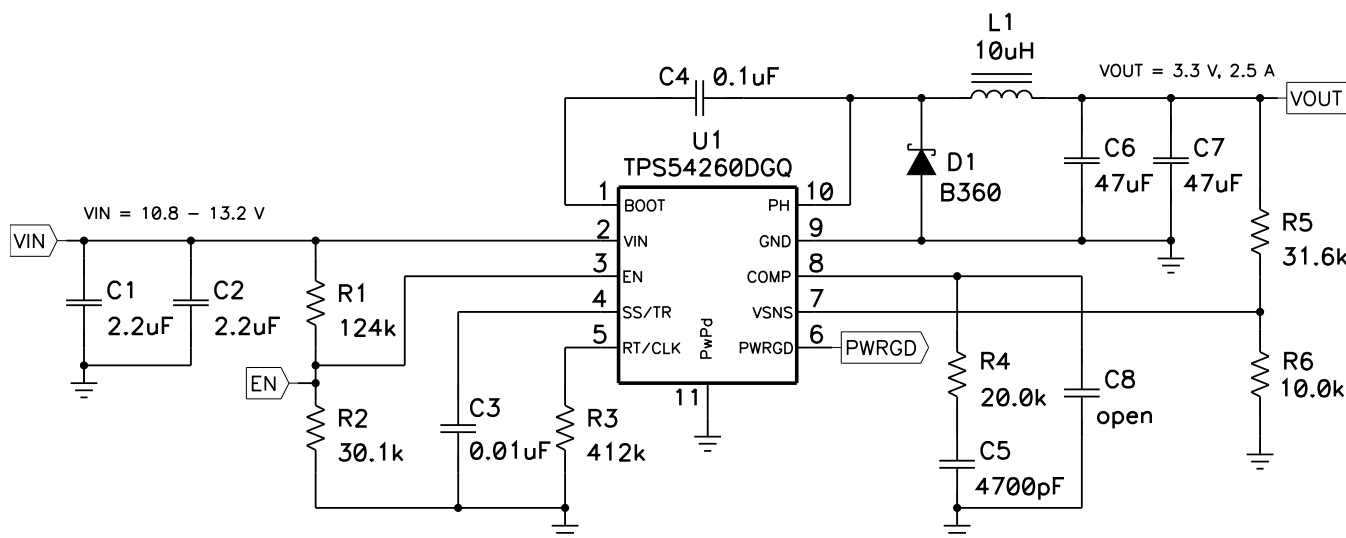 L1
10uH
C4 0.1uF
VOUT = 3.3 V, 2.5 A
VOUT
U1
TPS54260DGQ
C6
47uF
C7
47uF
D1
B360
1 BOOT
PH 10
VIN = 10.8 - 13.2 V
VIN
2 VIN
GND 9
R5
31.6k
3 EN
COMP 8
C1
2.2uF
C2
2.2uF
R1
124k
4 SS/TR
VSNS 7
5 RT/CLK
PwPd
PWRGD 6
PWRGD
11
EN
R2
30.1k
C3
0.01uF
R3
412k
R4
20.0k
C8
open
R6
10.0k
C5
4700pF